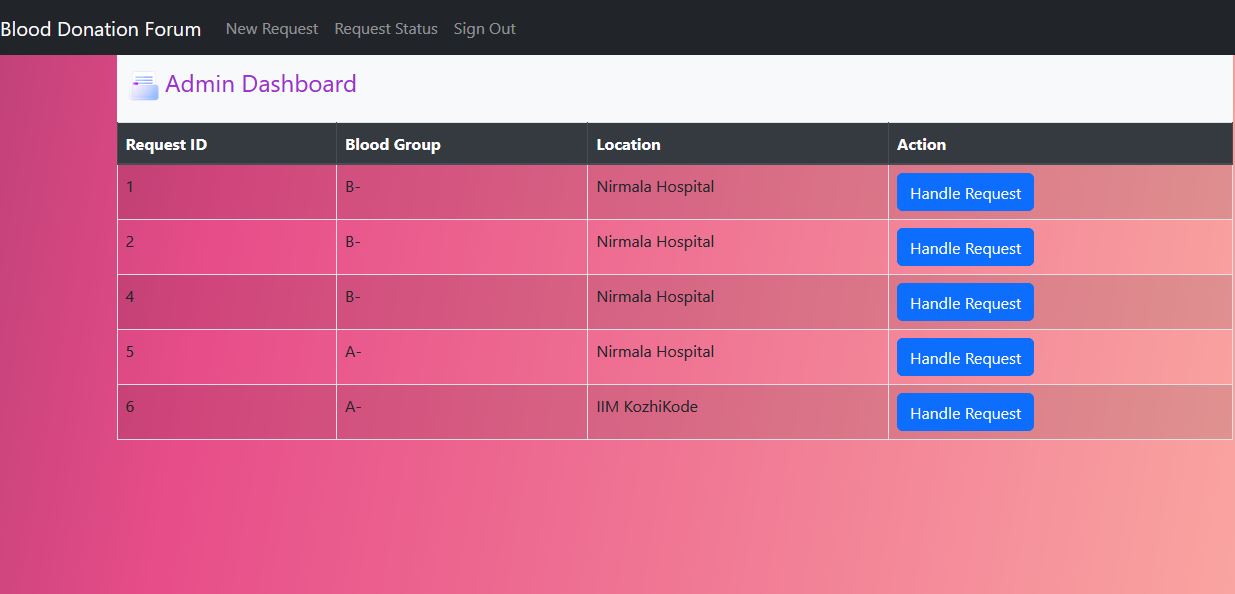 Blood Donation Forum New Request Request Status Sign Out
Admin Dashboard
Request ID Blood Group Location Action
1 B- Nirmala Hospital Handle Request
2 B- Nirmala Hospital Handle Request
4 B- Nirmala Hospital Handle Request
5 A- Nirmala Hospital Handle Request
6 A- IIM KozhiKode Handle Request